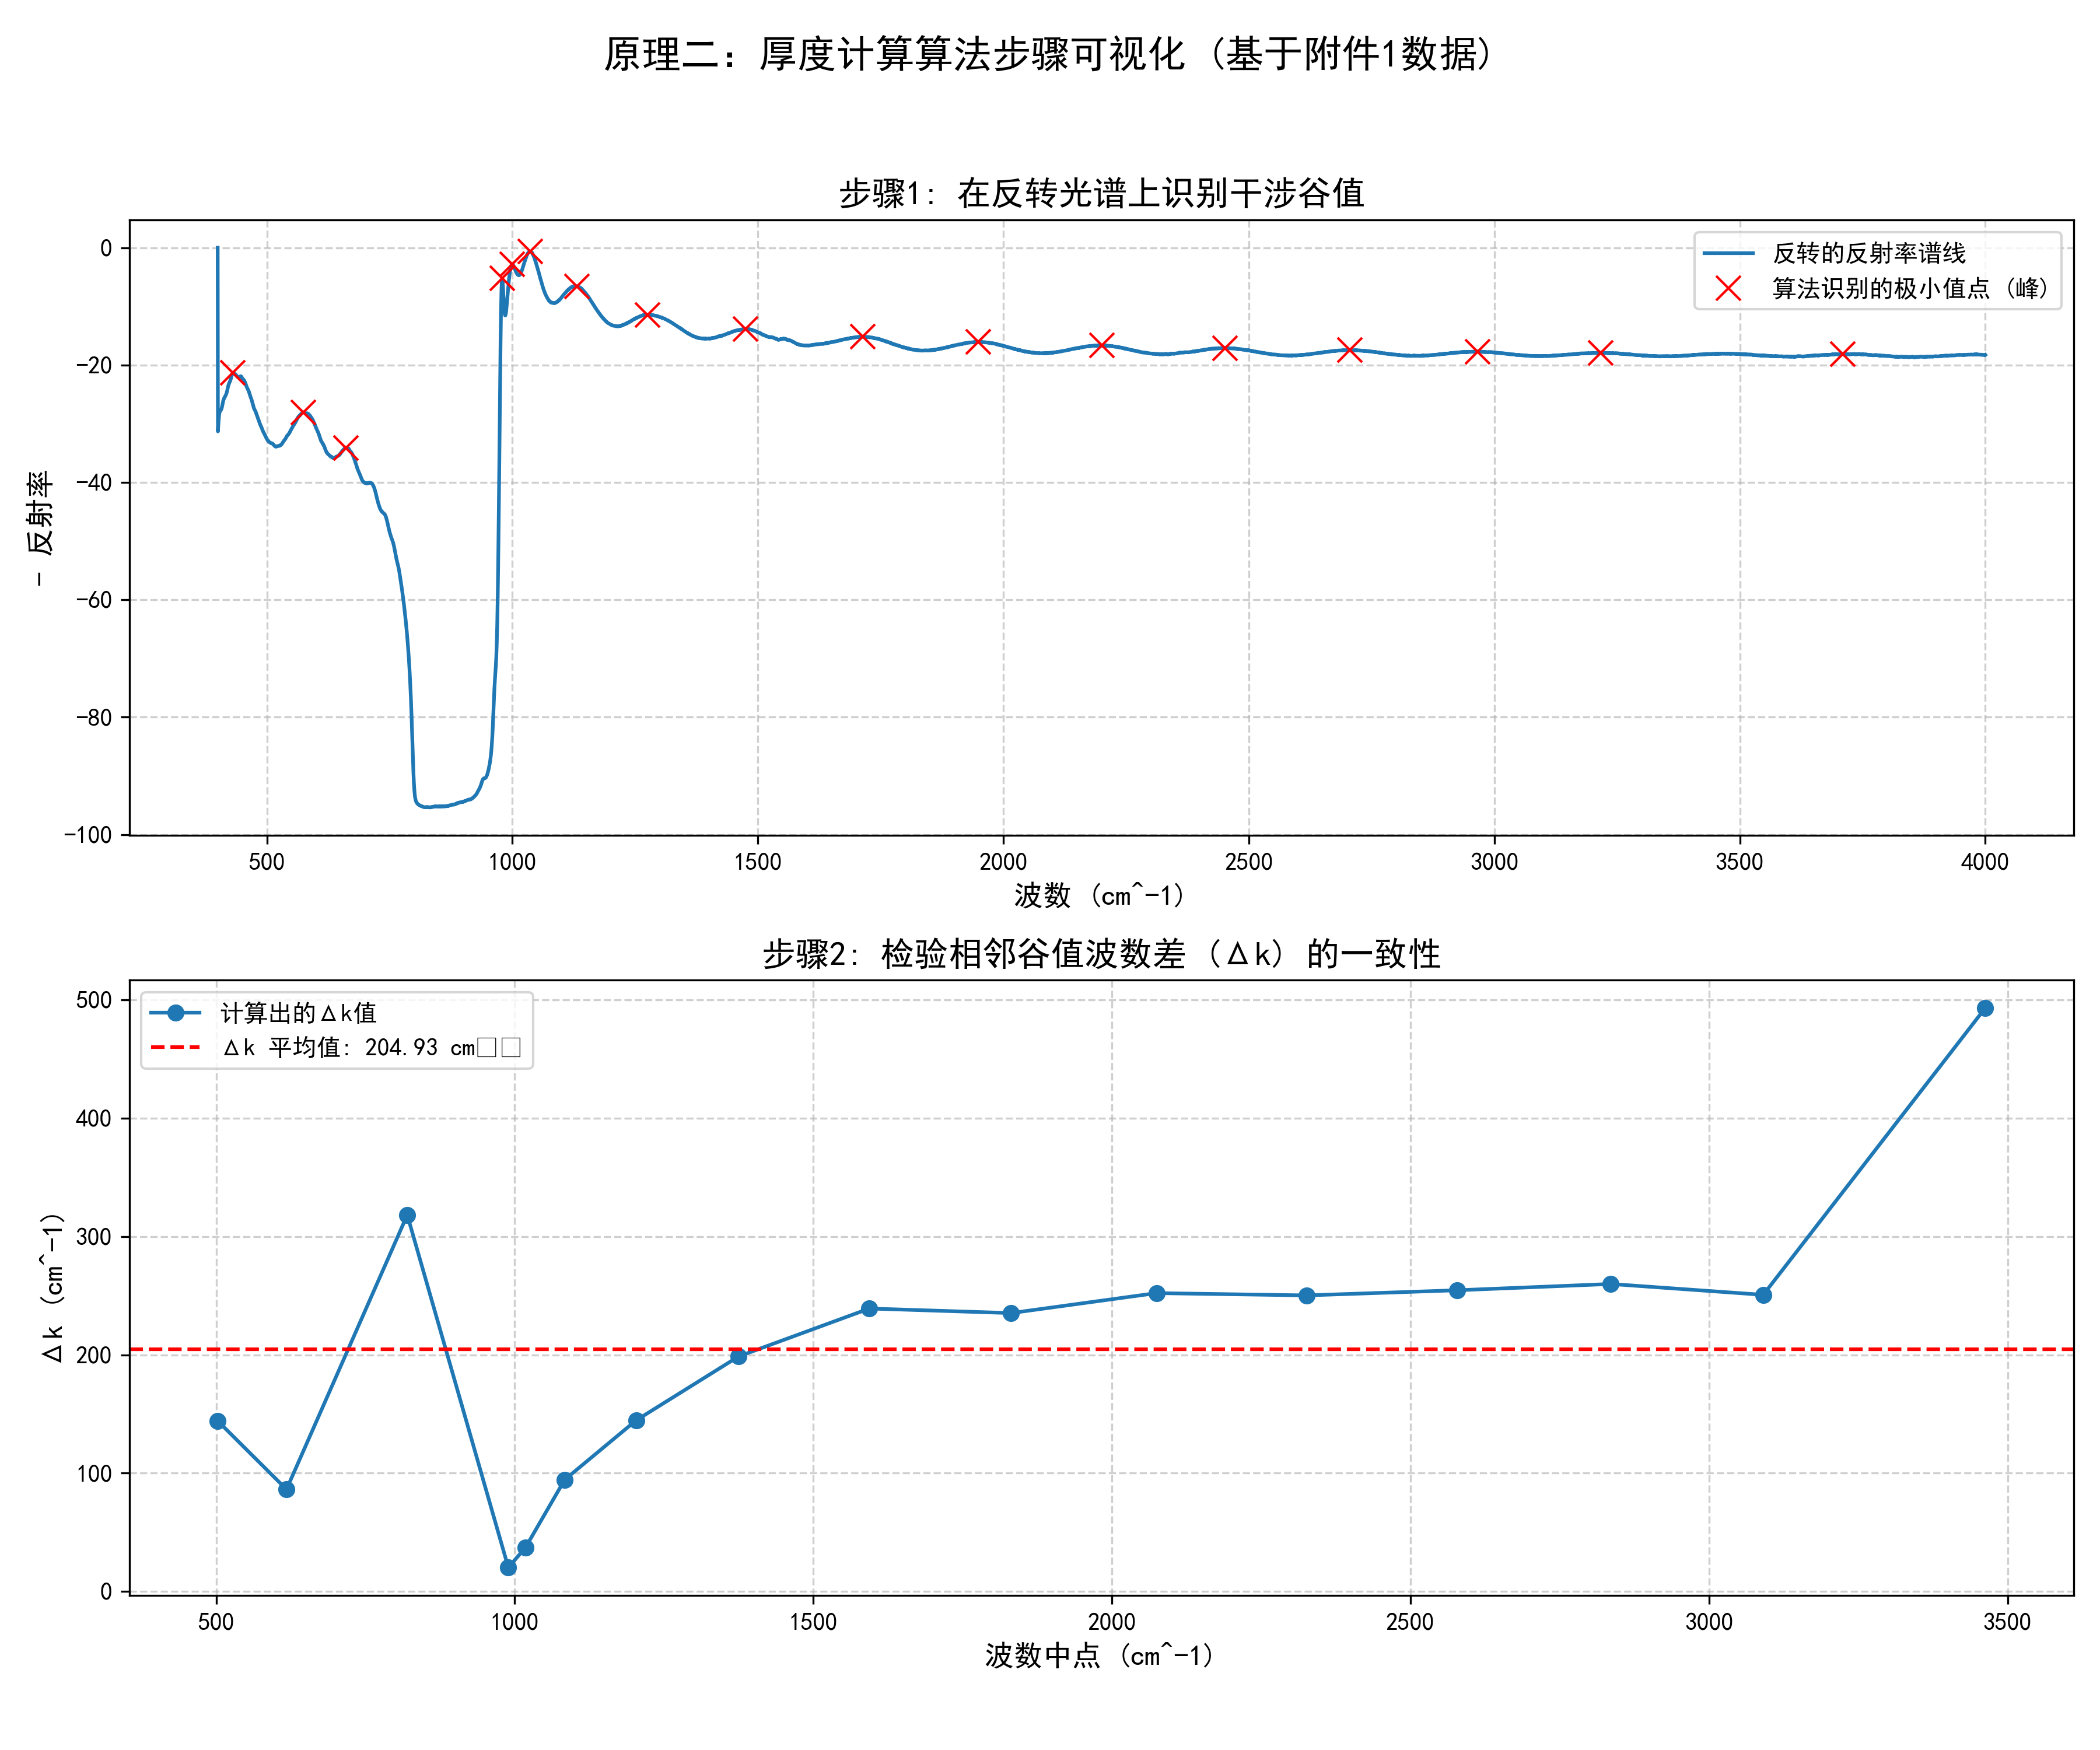 原理二：厚度计算算法步骤可视化 (基于附件1数据)
步骤1: 在反转光谱上识别干涉谷值
反转的反射率谱线
算法识别的极小值点 (峰)
0
−20
−40
−60
−80
−100
- 反射率
500 1000 1500 2000 2500 3000 3500 4000
波数 (cm^-1)
步骤2: 检验相邻谷值波数差 (Δk) 的一致性
计算出的Δk值
Δk 平均值: 204.93 cm□□
500
400
300
200
100
0
Δk (cm^-1)
500 1000 1500 2000 2500 3000 3500
波数中点 (cm^-1)